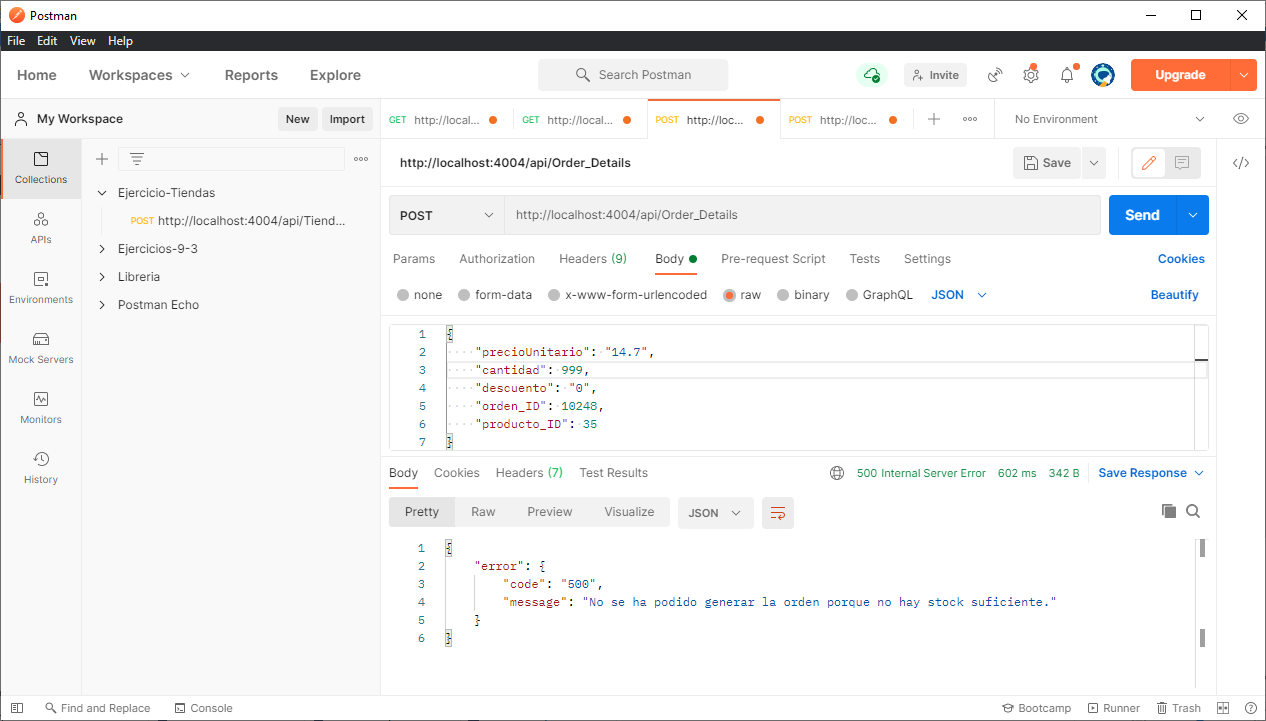 Postman
File Edit View Help
Home Workspaces Reports Explore Search Postman Invite Upgrade
My Workspace New Import GET http://local... GET http://local... POST http://loc... POST http://loc... No Environment
Collections
APIs
Environments
Mock Servers
Monitors
History
Ejercicio-Tiendas
POST http://localhost:4004/api/Tiend...
Ejercicios-9-3
Libreria
Postman Echo
http://localhost:4004/api/Order_Details Save
POST http://localhost:4004/api/Order_Details Send
Params Authorization Headers (9) Body Pre-request Script Tests Settings Cookies
none form-data x-www-form-urlencoded raw binary GraphQL JSON Beautify
1 {
2 "precioUnitario": "14.7",
3 "cantidad": 999,
4 "descuento": "0",
5 "orden_ID": 10248,
6 "producto_ID": 35
7 }
Body Cookies Headers (7) Test Results 500 Internal Server Error 602 ms 342 B Save Response
Pretty Raw Preview Visualize JSON
1 {
2 "error": {
3 "code": "500",
4 "message": "No se ha podido generar la orden porque no hay stock suficiente."
5 }
6 }
Find and Replace Console Bootcamp Runner Trash